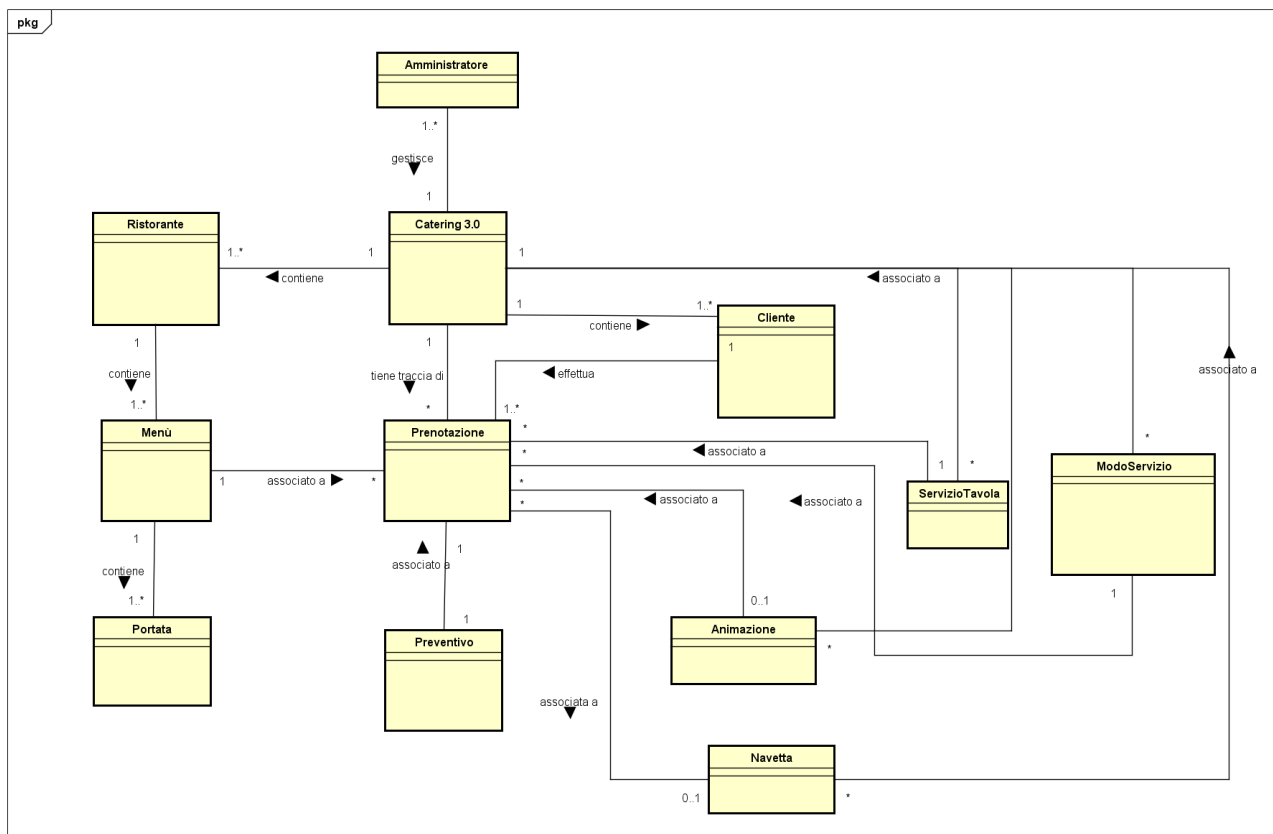 pkg
Amministratore
1..*
gestisce
1
Ristorante
Catering 3.0
1..*
1
1
contiene
associato a
1
1..*
Cliente
contiene
1
1
1
effettua
associato a
contiene
tiene traccia di
1..*
*
1..*
*
Menù
Prenotazione
*
*
associato a
1
*
ModoServizio
1
associato a
*
*
associato a
associato a
ServizioTavola
*
1
1
associato a
contiene
1
1..*
1
0..1
Portata
Preventivo
Animazione
*
associata a
Navetta
0..1
*